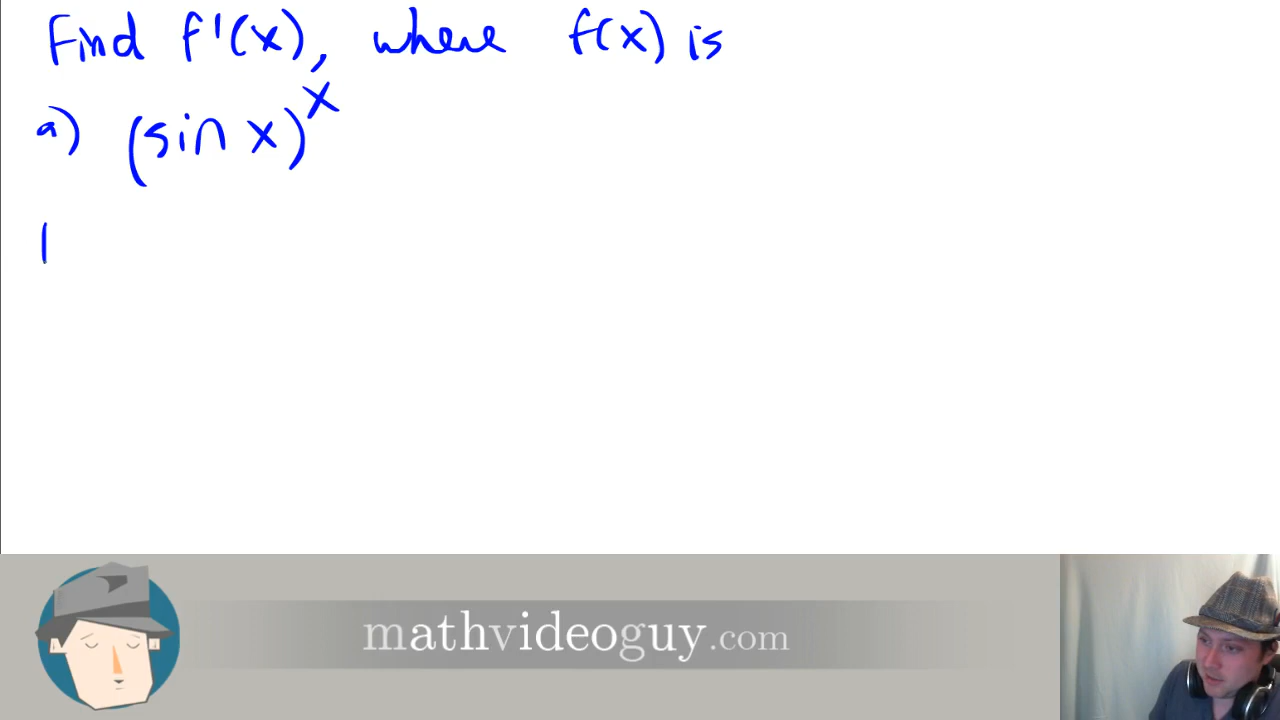 Find f'(x), where f(x) is
a) (sin x)^x
mathvideoguy.com